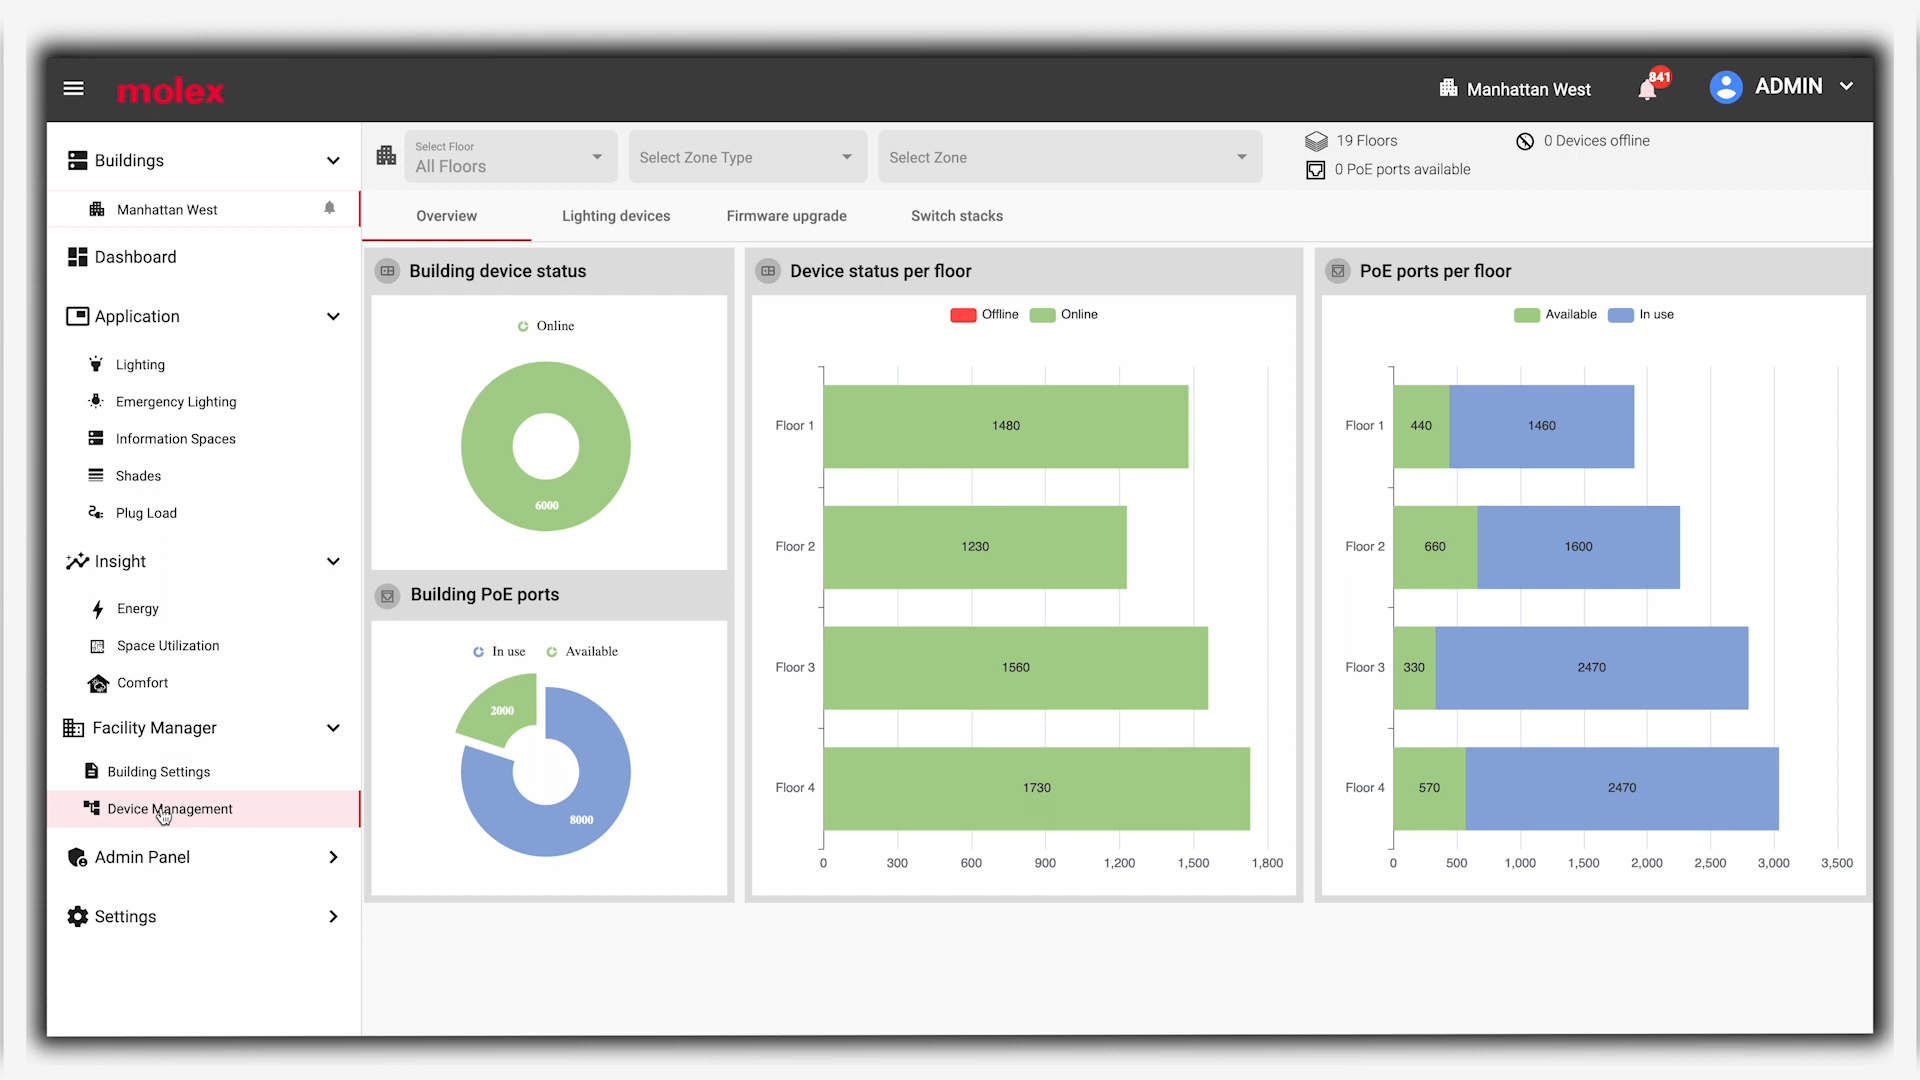 molex
Manhattan West
841
ADMIN
Buildings
Manhattan West
Dashboard
Application
Lighting
Emergency Lighting
Information Spaces
Shades
Plug Load
Insight
Energy
Space Utilization
Comfort
Facility Manager
Building Settings
Device Management
Admin Panel
Settings
Select Floor
All Floors
Select Zone Type
Select Zone
19 Floors
0 Devices offline
0 PoE ports available
Overview
Lighting devices
Firmware upgrade
Switch stacks
Building device status
Online
6000
Building PoE ports
In use
Available
2000
8000
Device status per floor
Offline
Online
Floor 1
1480
Floor 2
1230
Floor 3
1560
Floor 4
1730
0 300 600 900 1,200 1,500 1,800
PoE ports per floor
Available
In use
Floor 1
440
1460
Floor 2
660
1600
Floor 3
330
2470
Floor 4
570
2470
0 500 1,000 1,500 2,000 2,500 3,000 3,500